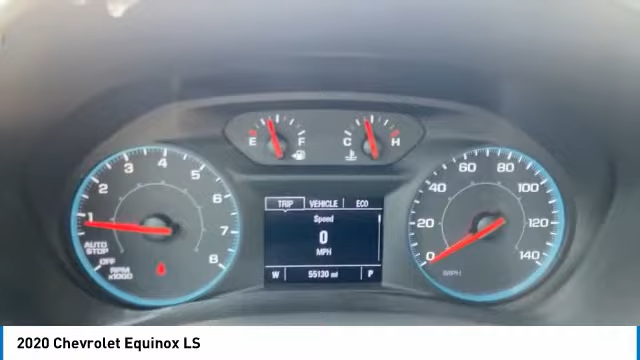 E F
C H
1 2 3 4 5 6 7 8
AUTO STOP
OFF
RPM x1000
TRIP VEHICLE ECO
Speed
0
MPH
W 55130 mi P
0 20 40 60 80 100 120 140
MPH
2020 Chevrolet Equinox LS